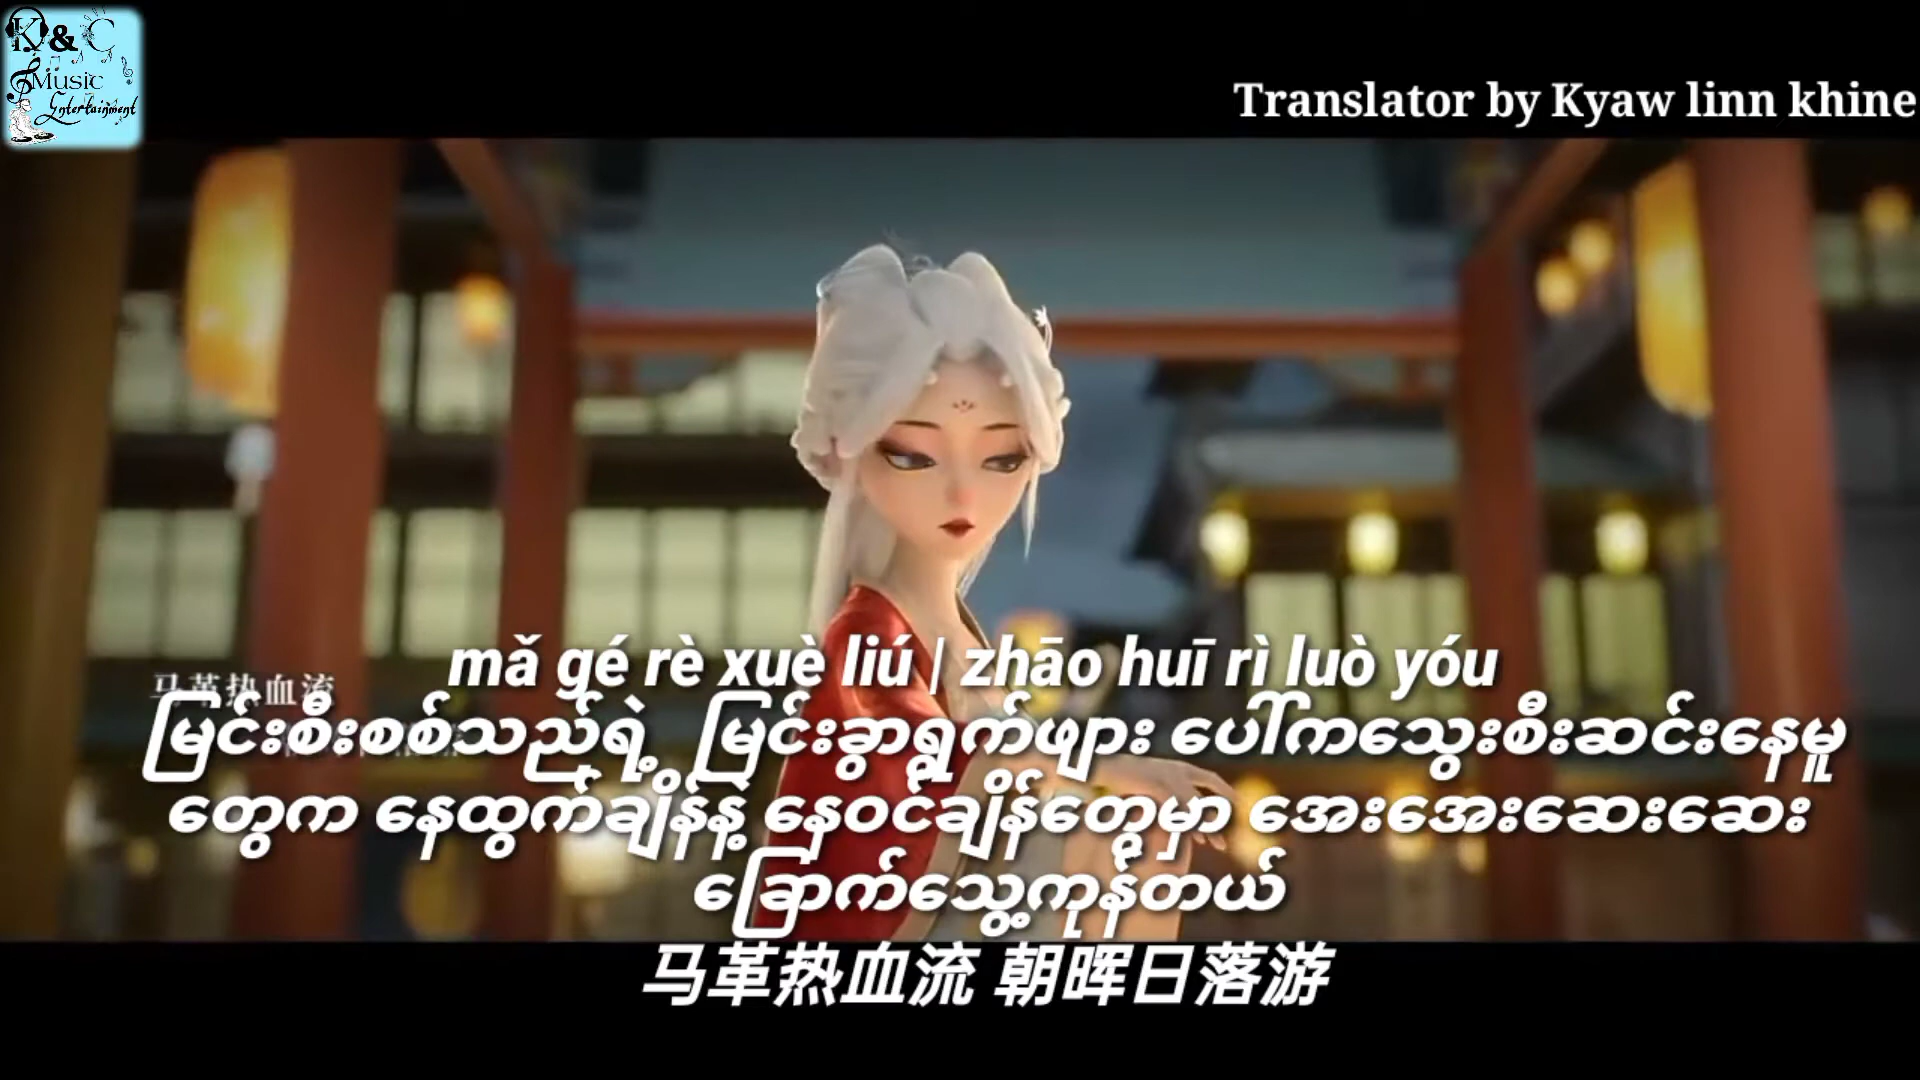 K & C
Music
Entertainment
Translator by Kyaw linn khine
mǎ gé rè xuè liú | zhāo huī rì luò yóu
马革热血流
မြင်းစီးစစ်သည်ရဲ့ မြင်းခွာရွက်ဖျား ပေါ်ကသွေးစီးဆင်းနေမူ
တွေက နေထွက်ချိန်နဲ့ နေဝင်ချိန်တွေမှာ အေးအေးဆေးဆေး
ခြောက်သွေ့ကုန်တယ်
马革热血流 朝晖日落游